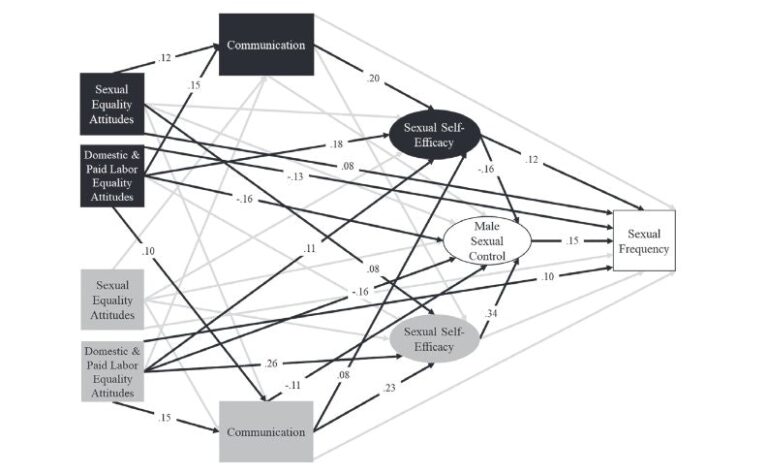 Communication
.12
.20
.15
Sexual
Equality
Attitudes
Sexual Self-
Efficacy
.18
.12
Domestic &
Paid Labor
Equality
Attitudes
.08
-.13
-.16
-.16
Male
Sexual
Control
.15
Sexual
Frequency
.10
.11
.08
.10
-.16
Sexual
Equality
Attitudes
.34
Sexual Self-
Efficacy
Domestic &
Paid Labor
Equality
Attitudes
.26
-.11
.08
.23
.15
Communication